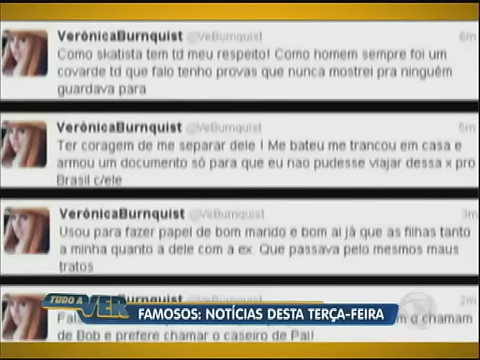 VerônicaBurnquist @VeBurnquist 6m
Como skatista tem td meu respeito! Como homem sempre foi um
covarde td que falo tenho provas que nunca mostrei pra ninguém
guardava para
VerônicaBurnquist @VeBurnquist 5m
Ter coragem de me separar dele ! Me bateu me trancou em casa e
armou um documento só para que eu nao pudesse viajar dessa x pro
Brasil c/ele
VerônicaBurnquist @VeBurnquist 3m
Usou para fazer papel de bom marido e bom ai já que as filhas tanto
a minha quanto a dele com a ex. Que passava pelo mesmos maus
tratos
VerônicaBurnquist @VeBurnquist 2m
o chamam
de Bob e prefere chamar o caseiro de Pai!
TUDO A
VER
FAMOSOS: NOTÍCIAS DESTA TERÇA-FEIRA